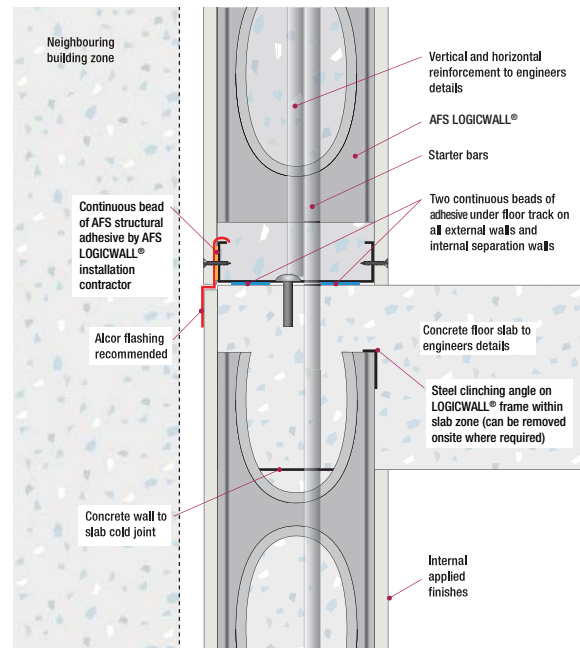 Neighbouring
building zone
Vertical and horizontal
reinforcement to engineers
details
AFS LOGICWALL®
Starter bars
Continuous bead
of AFS structural
adhesive by AFS
LOGICWALL®
installation
contractor
Two continuous beads of
adhesive under floor track on
all external walls and
internal separation walls
Alcor flashing
recommended
Concrete floor slab to
engineers details
Steel clinching angle on
LOGICWALL® frame within
slab zone (can be removed
onsite where required)
Concrete wall to
slab cold joint
Internal
applied
finishes